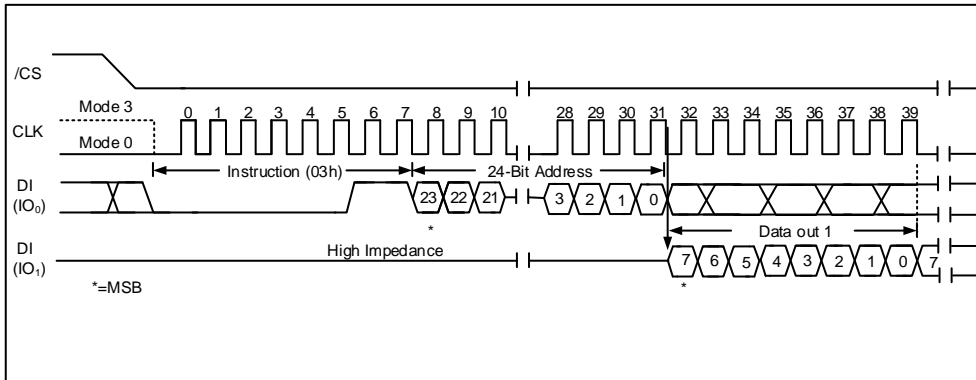 /CS
Mode 3
0 1 2 3 4 5 6 7 8 9 10 28 29 30 31 32 33 34 35 36 37 38 39
CLK
Mode 0
Instruction (03h) 24-Bit Address
DI
(IO0)
23 22 21 3 2 1 0
*
Data out 1
DI
(IO1)
High Impedance
7 6 5 4 3 2 1 0 7
*=MSB
*